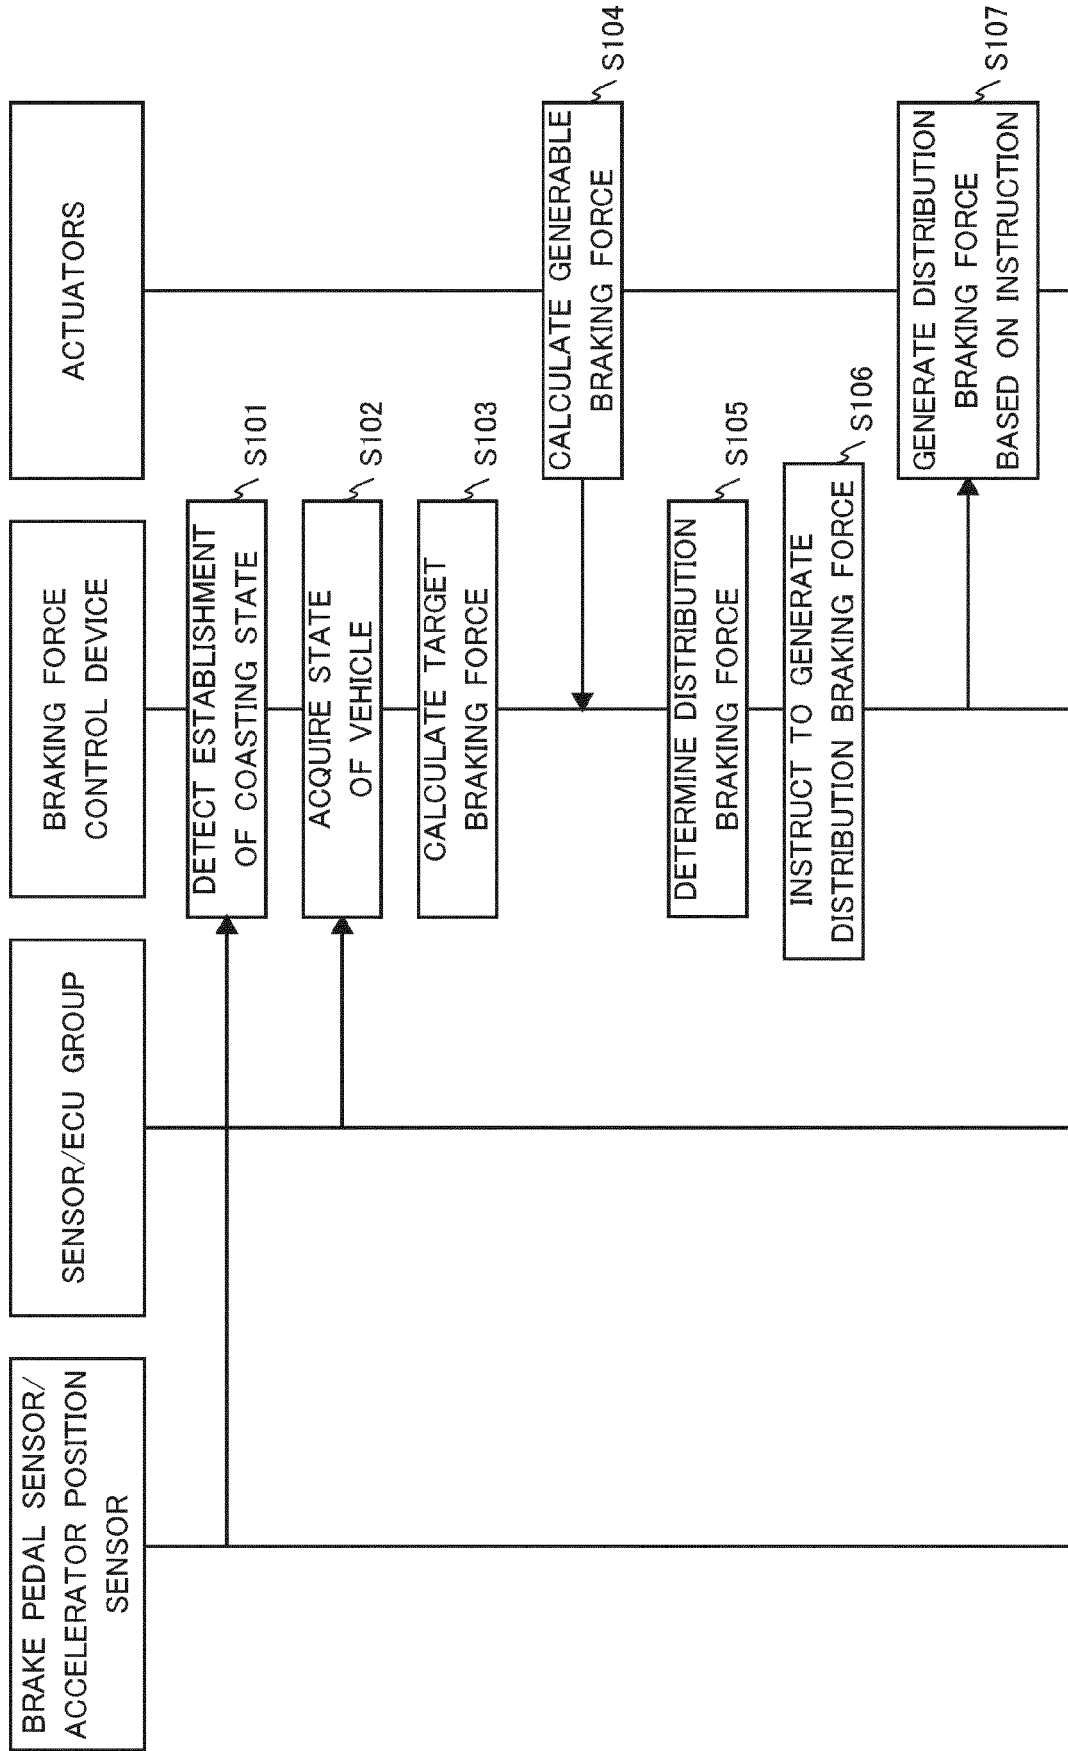 BRAKE PEDAL SENSOR/
ACCELERATOR POSITION
SENSOR
SENSOR/ECU GROUP
BRAKING FORCE
CONTROL DEVICE
ACTUATORS
DETECT ESTABLISHMENT
OF COASTING STATE
S101
ACQUIRE STATE
OF VEHICLE
S102
CALCULATE TARGET
BRAKING FORCE
S103
CALCULATE GENERABLE
BRAKING FORCE
S104
DETERMINE DISTRIBUTION
BRAKING FORCE
S105
INSTRUCT TO GENERATE
DISTRIBUTION BRAKING FORCE
S106
GENERATE DISTRIBUTION
BRAKING FORCE
BASED ON INSTRUCTION
S107